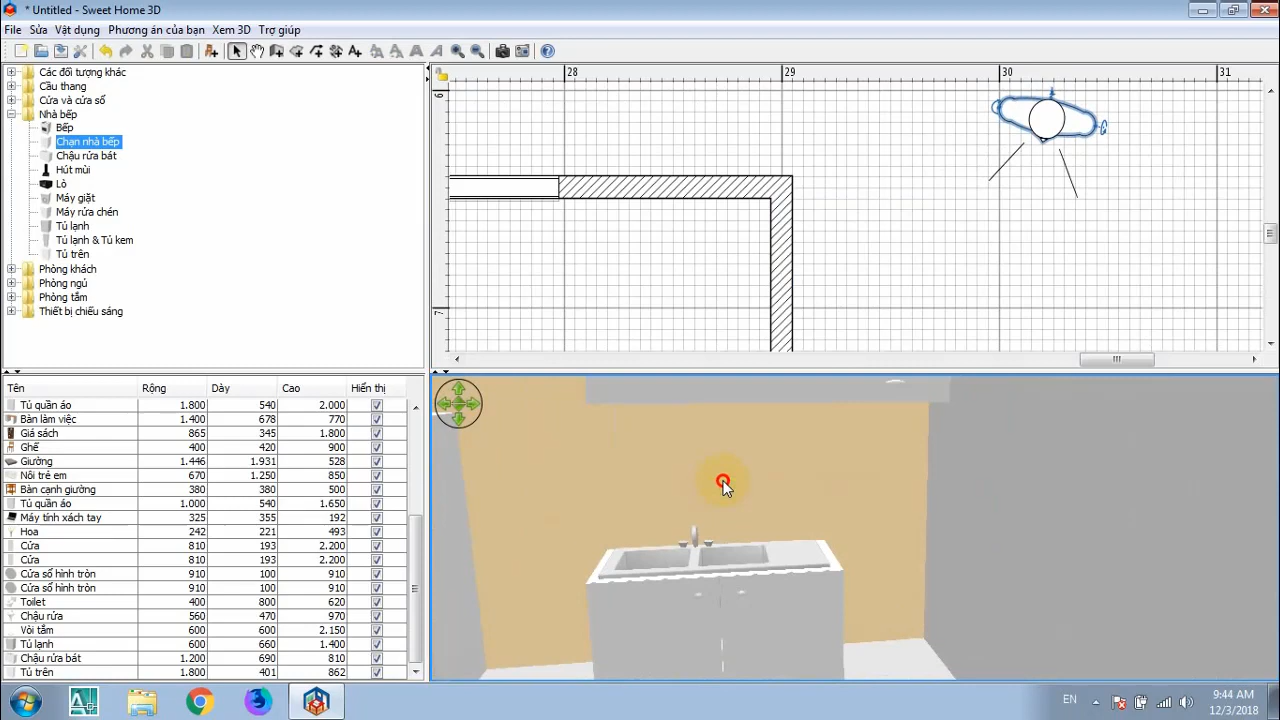 * Untitled - Sweet Home 3D
File Sửa Vật dụng Phương án của bạn Xem 3D Trợ giúp
Các đối tượng khác
Cầu thang
Cửa và cửa sổ
Nhà bếp
Bếp
Chạn nhà bếp
Chậu rửa bát
Hút mùi
Lò
Máy giặt
Máy rửa chén
Tủ lạnh
Tủ lạnh & Tủ kem
Tủ trên
Phòng khách
Phòng ngủ
Phòng tắm
Thiết bị chiếu sáng
28 29 30 31
6
7
Tên Rộng Dày Cao Hiển thị
Tủ quần áo 1.800 540 2.000
Bàn làm việc 1.400 678 770
Giá sách 865 345 1.800
Ghế 400 420 900
Giường 1.446 1.931 528
Nôi trẻ em 670 1.250 850
Bàn cạnh giường 380 380 500
Tủ quần áo 1.000 540 1.650
Máy tính xách tay 325 355 192
Hoa 242 221 493
Cửa 810 193 2.200
Cửa 810 193 2.200
Cửa sổ hình tròn 910 100 910
Cửa sổ hình tròn 910 100 910
Toilet 400 800 620
Chậu rửa 560 470 970
Vòi tắm 600 600 2.150
Tủ lạnh 600 660 1.400
Chậu rửa bát 1.200 690 810
Tủ trên 1.800 401 862
EN
9:44 AM
12/3/2018